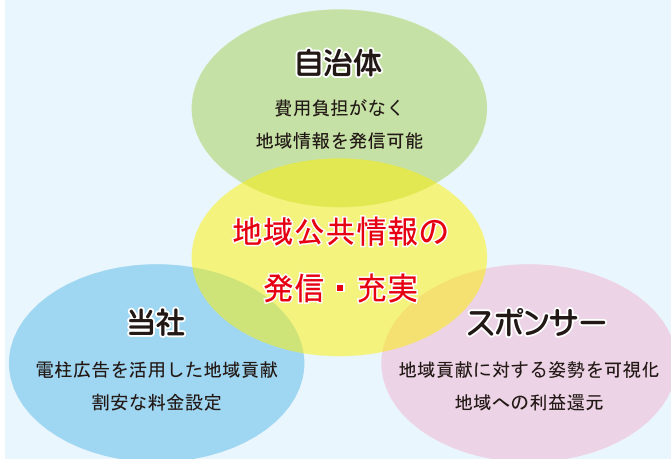 自治体
費用負担がなく
地域情報を発信可能
地域公共情報の
発信・充実
当社
電柱広告を活用した地域貢献
割安な料金設定
スポンサー
地域貢献に対する姿勢を可視化
地域への利益還元